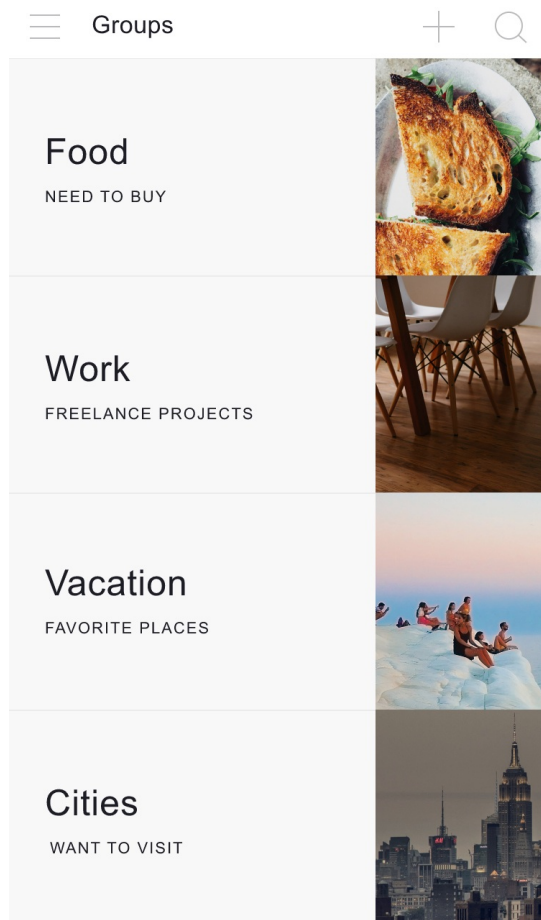 Groups
Food
NEED TO BUY
Work
FREELANCE PROJECTS
Vacation
FAVORITE PLACES
Cities
WANT TO VISIT